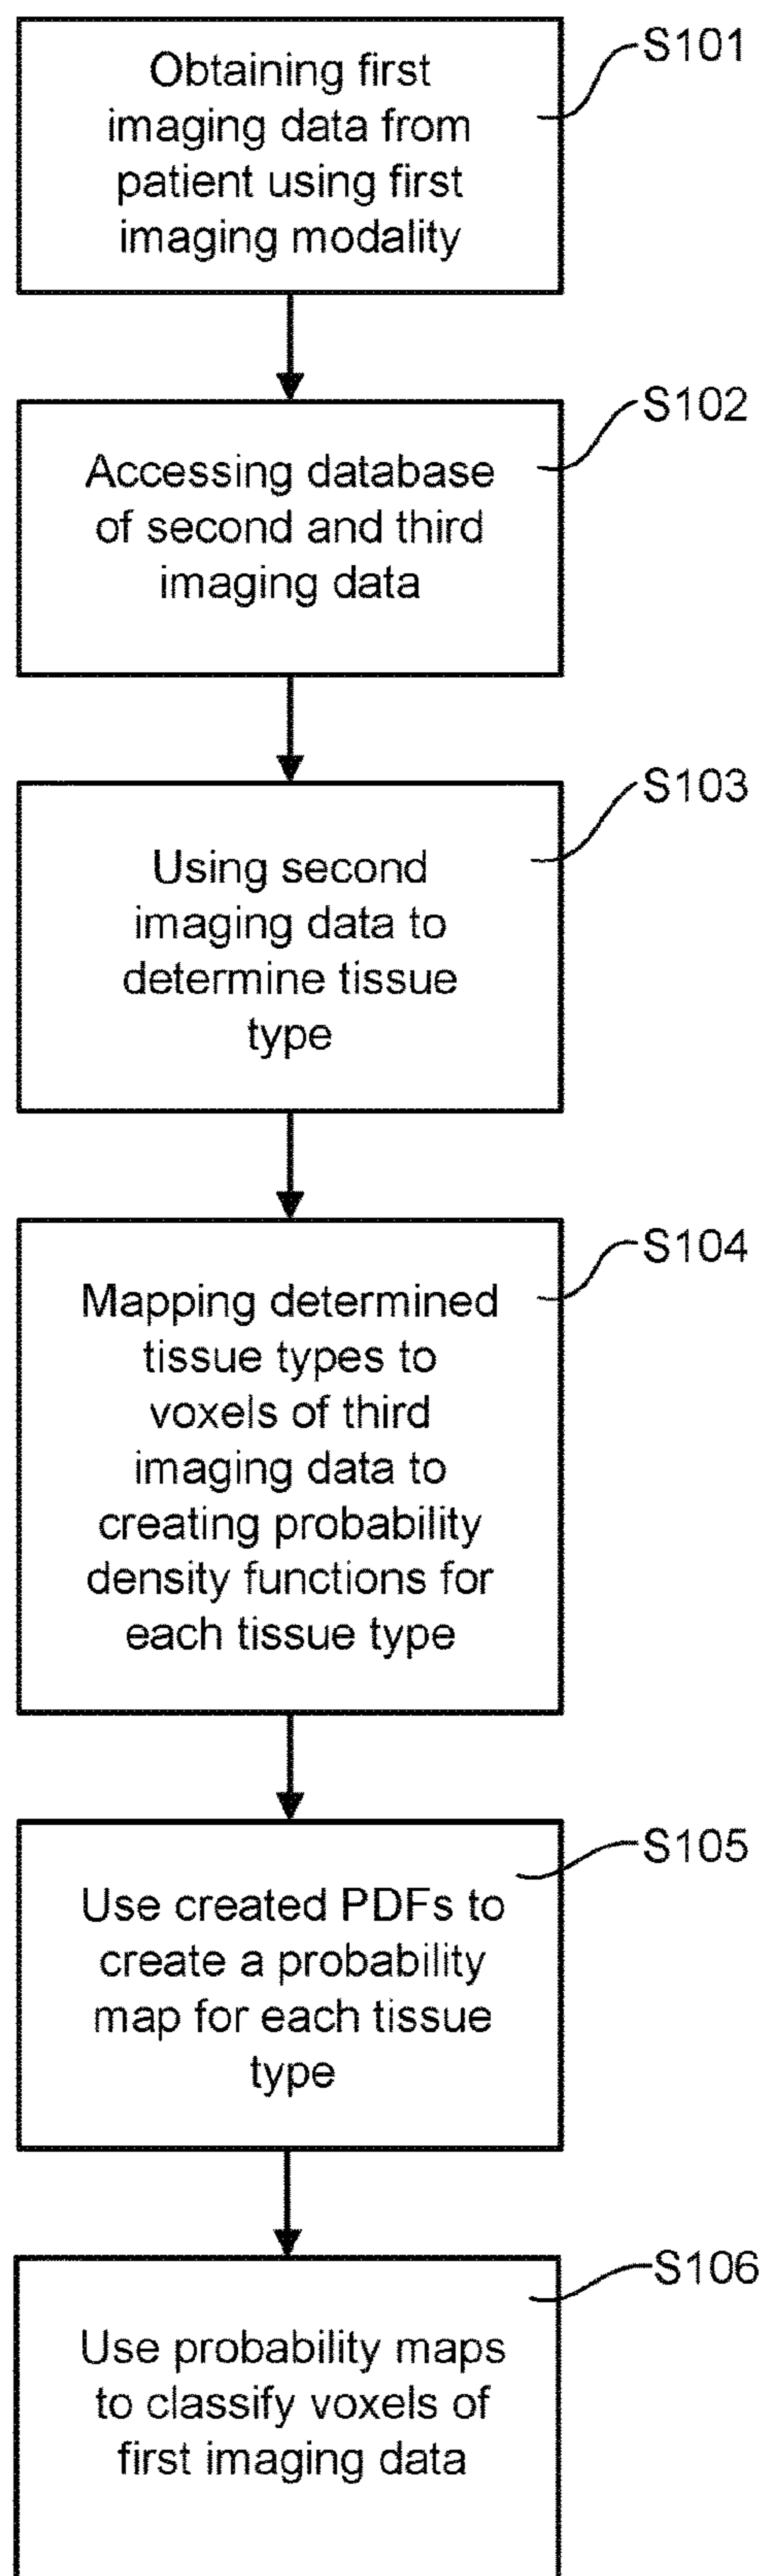 Obtaining first
imaging data from
patient using first
imaging modality
S101
Accessing database
of second and third
imaging data
S102
Using second
imaging data to
determine tissue
type
S103
Mapping determined
tissue types to
voxels of third
imaging data to
creating probability
density functions for
each tissue type
S104
Use created PDFs to
create a probability
map for each tissue
type
S105
Use probability maps
to classify voxels of
first imaging data
S106